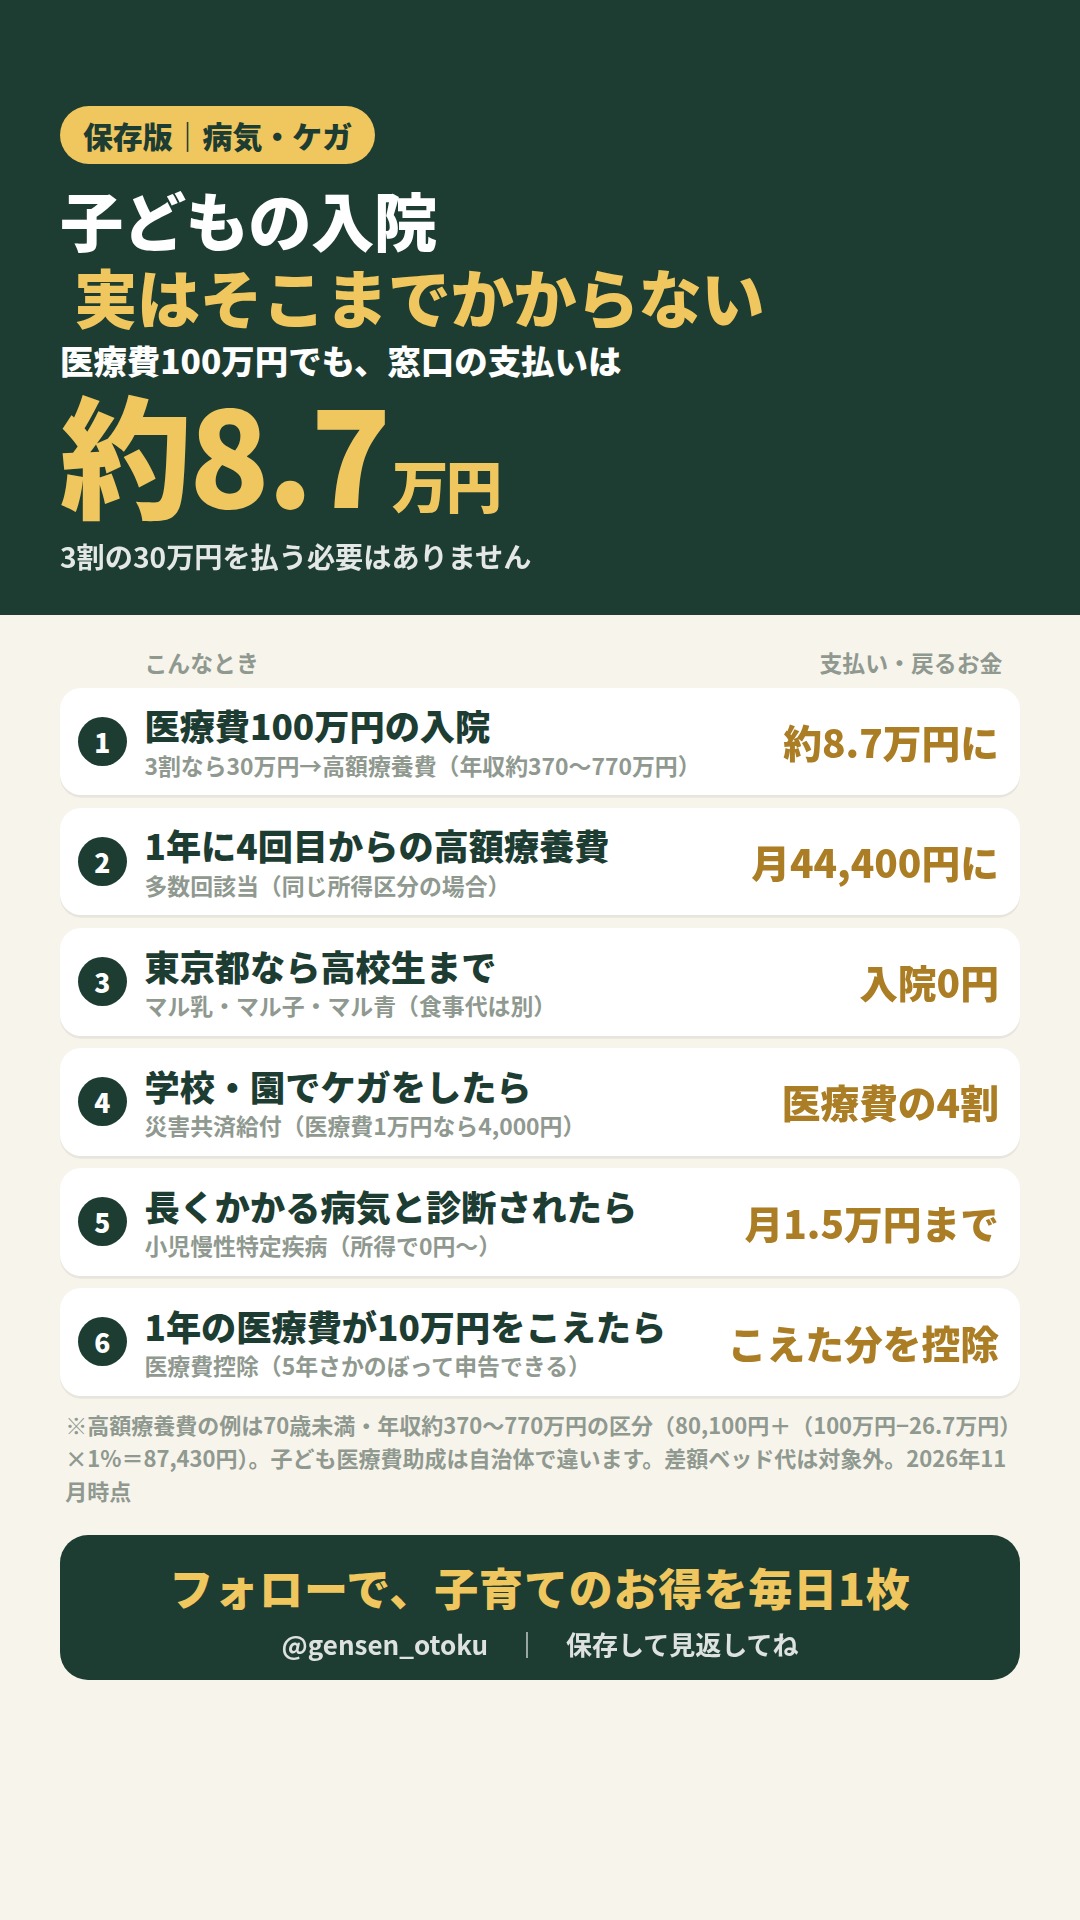 保存版｜病気・ケガ
子どもの入院
実はそこまでかからない
医療費100万円でも、窓口の支払いは
約8.7万円
3割の30万円を払う必要はありません
こんなとき 支払い・戻るお金
1 医療費100万円の入院 約8.7万円に
3割なら30万円→高額療養費（年収約370〜770万円）
2 1年に4回目からの高額療養費 月44,400円に
多数回該当（同じ所得区分の場合）
3 東京都なら高校生まで 入院0円
マル乳・マル子・マル青（食事代は別）
4 学校・園でケガをしたら 医療費の4割
災害共済給付（医療費1万円なら4,000円）
5 長くかかる病気と診断されたら 月1.5万円まで
小児慢性特定疾病（所得で0円〜）
6 1年の医療費が10万円をこえたら こえた分を控除
医療費控除（5年さかのぼって申告できる）
※高額療養費の例は70歳未満・年収約370〜770万円の区分（80,100円＋（100万円−26.7万円）
×1%＝87,430円）。子ども医療費助成は自治体で違います。差額ベッド代は対象外。2026年11
月時点
フォローで、子育てのお得を毎日1枚
@gensen_otoku ｜ 保存して見返してね